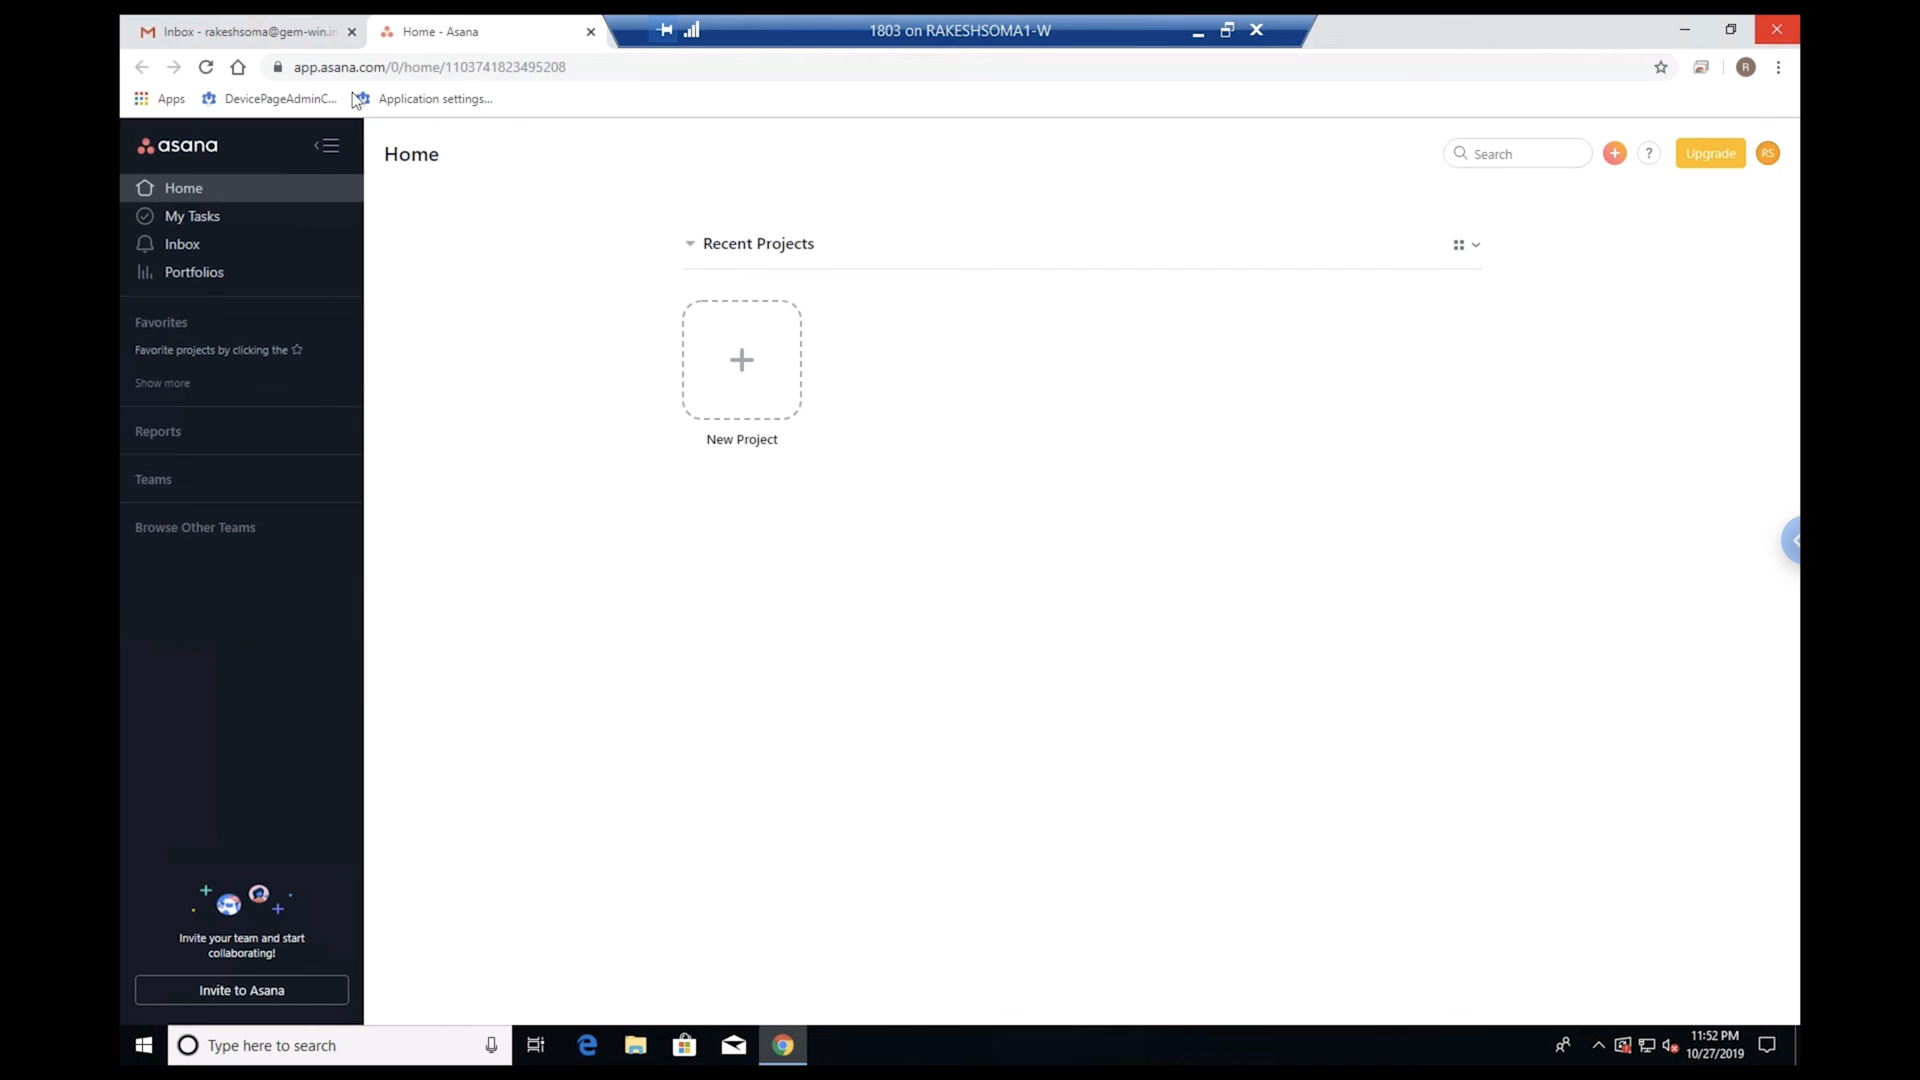 Inbox - rakeshsoma@gem-win.in
Home - Asana
1803 on RAKESHSOMA1-W
app.asana.com/0/home/1103741823495208
R
Apps
DevicePageAdminC...
Application settings...
asana
Home
Search
?
Upgrade
RS
Home
My Tasks
Inbox
Portfolios
Recent Projects
Favorites
Favorite projects by clicking the
Show more
New Project
Reports
Teams
Browse Other Teams
Invite your team and start
collaborating!
Invite to Asana
Type here to search
11:52 PM
10/27/2019